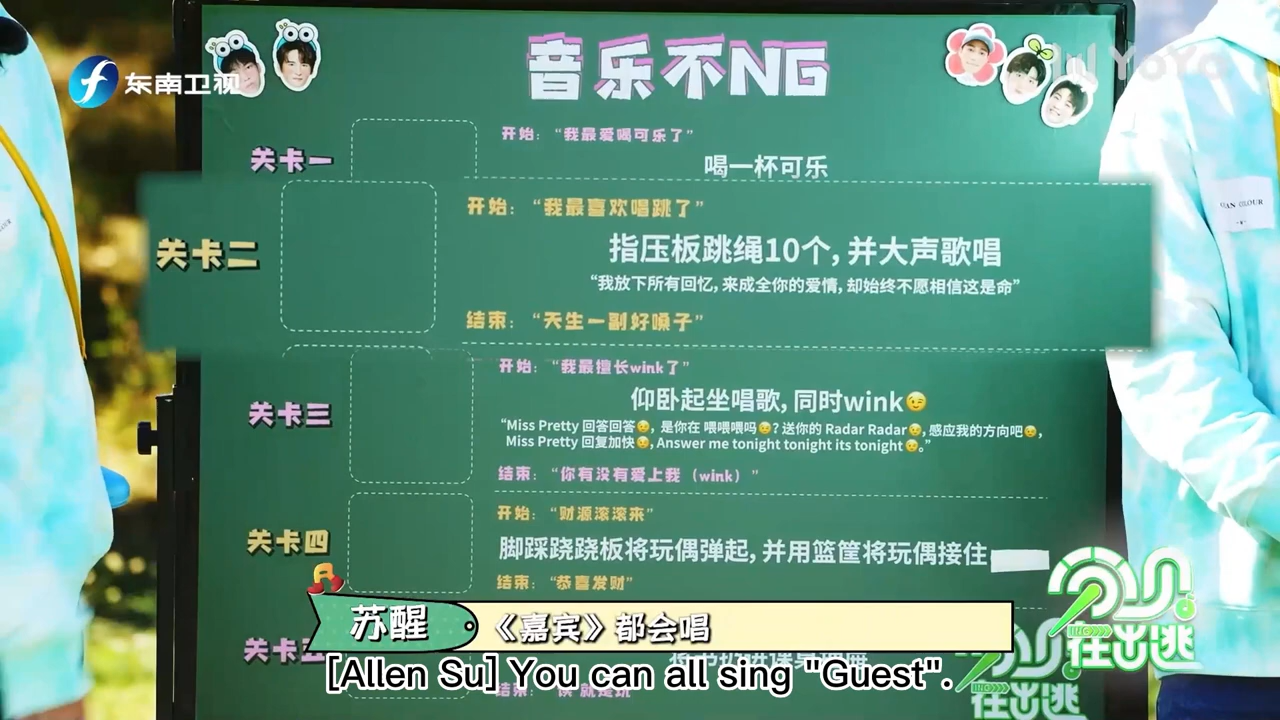 东南卫视
YoYo
音乐不NG
关卡一
开始：“我最爱喝可乐了”
喝一杯可乐
关卡二
开始：“我最喜欢唱跳了”
指压板跳绳10个，并大声歌唱
“我放下所有回忆，来成全你的爱情，却始终不愿相信这是命”
结束：“天生一副好嗓子”
关卡三
开始：“我最擅长wink了”
仰卧起坐唱歌，同时wink😉
“Miss Pretty 回答回答😉，是你在 喂喂喂吗😉？送你的 Radar Radar😉，感应我的方向吧😉，
Miss Pretty 回复加快😉，Answer me tonight tonight its tonight😉。”
结束：“你有没有爱上我（wink）”
关卡四
开始：“财源滚滚来”
脚踩跷跷板将玩偶弹起，并用篮筐将玩偶接住
结束：“恭喜发财”
关卡五
苏醒
《嘉宾》都会唱
[Allen Su] You can all sing "Guest".
在出逃
在出逃